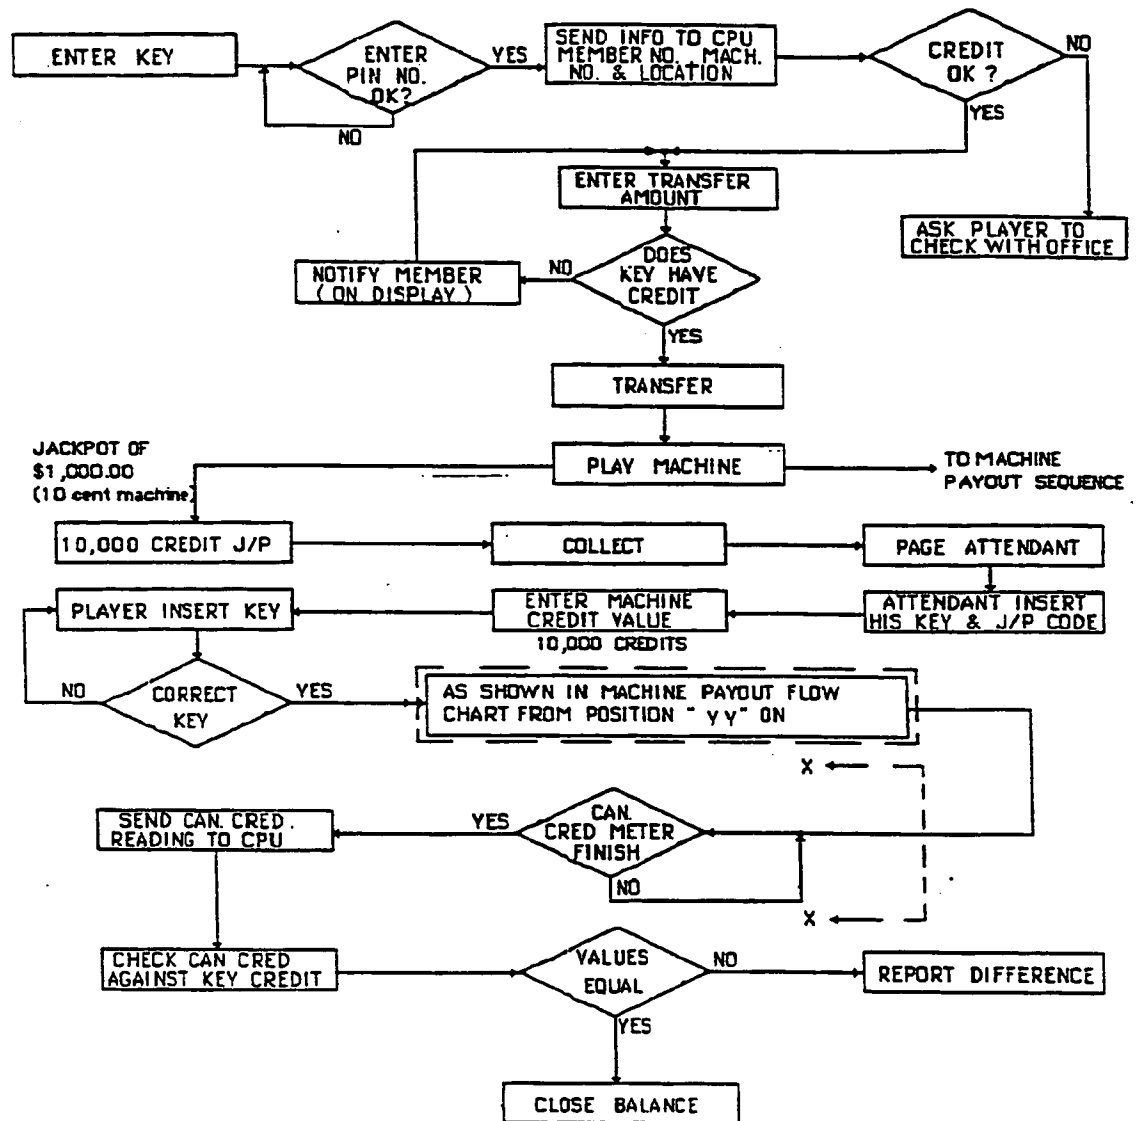 ENTER KEY
ENTER
PIN NO.
OK?
YES
NO
SEND INFO TO CPU
MEMBER NO. MACH.
NO. & LOCATION
CREDIT
OK ?
NO
YES
ENTER TRANSFER
AMOUNT
ASK PLAYER TO
CHECK WITH OFFICE
DOES
KEY HAVE
CREDIT
NO
NOTIFY MEMBER
( ON DISPLAY )
YES
TRANSFER
JACKPOT OF
$1,000.00
(10 cent machine)
PLAY MACHINE
TO MACHINE
PAYOUT SEQUENCE
10,000 CREDIT J/P
COLLECT
PAGE ATTENDANT
PLAYER INSERT KEY
ENTER MACHINE
CREDIT VALUE
10,000 CREDITS
ATTENDANT INSERT
HIS KEY & J/P CODE
NO
CORRECT
KEY
YES
AS SHOWN IN MACHINE PAYOUT FLOW
CHART FROM POSITION " YY" ON
X
SEND CAN. CRED.
READING TO CPU
YES
CAN.
CRED METER
FINISH
NO
X
CHECK CAN CRED
AGAINST KEY CREDIT
VALUES
EQUAL
NO
REPORT DIFFERENCE
YES
CLOSE BALANCE